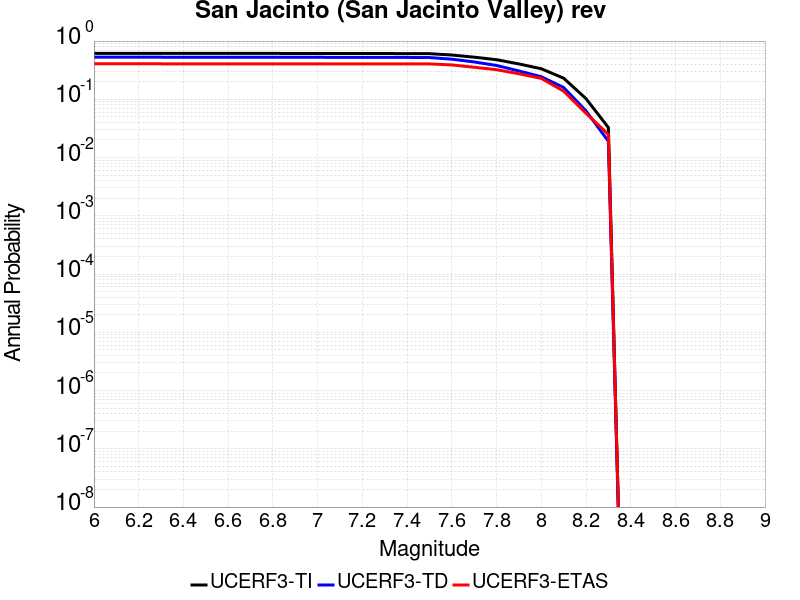 San Jacinto (San Jacinto Valley) rev
Annual Probability
10^0
10^-1
10^-2
10^-3
10^-4
10^-5
10^-6
10^-7
10^-8
6 6.2 6.4 6.6 6.8 7 7.2 7.4 7.6 7.8 8 8.2 8.4 8.6 8.8 9
Magnitude
UCERF3-TI UCERF3-TD UCERF3-ETAS